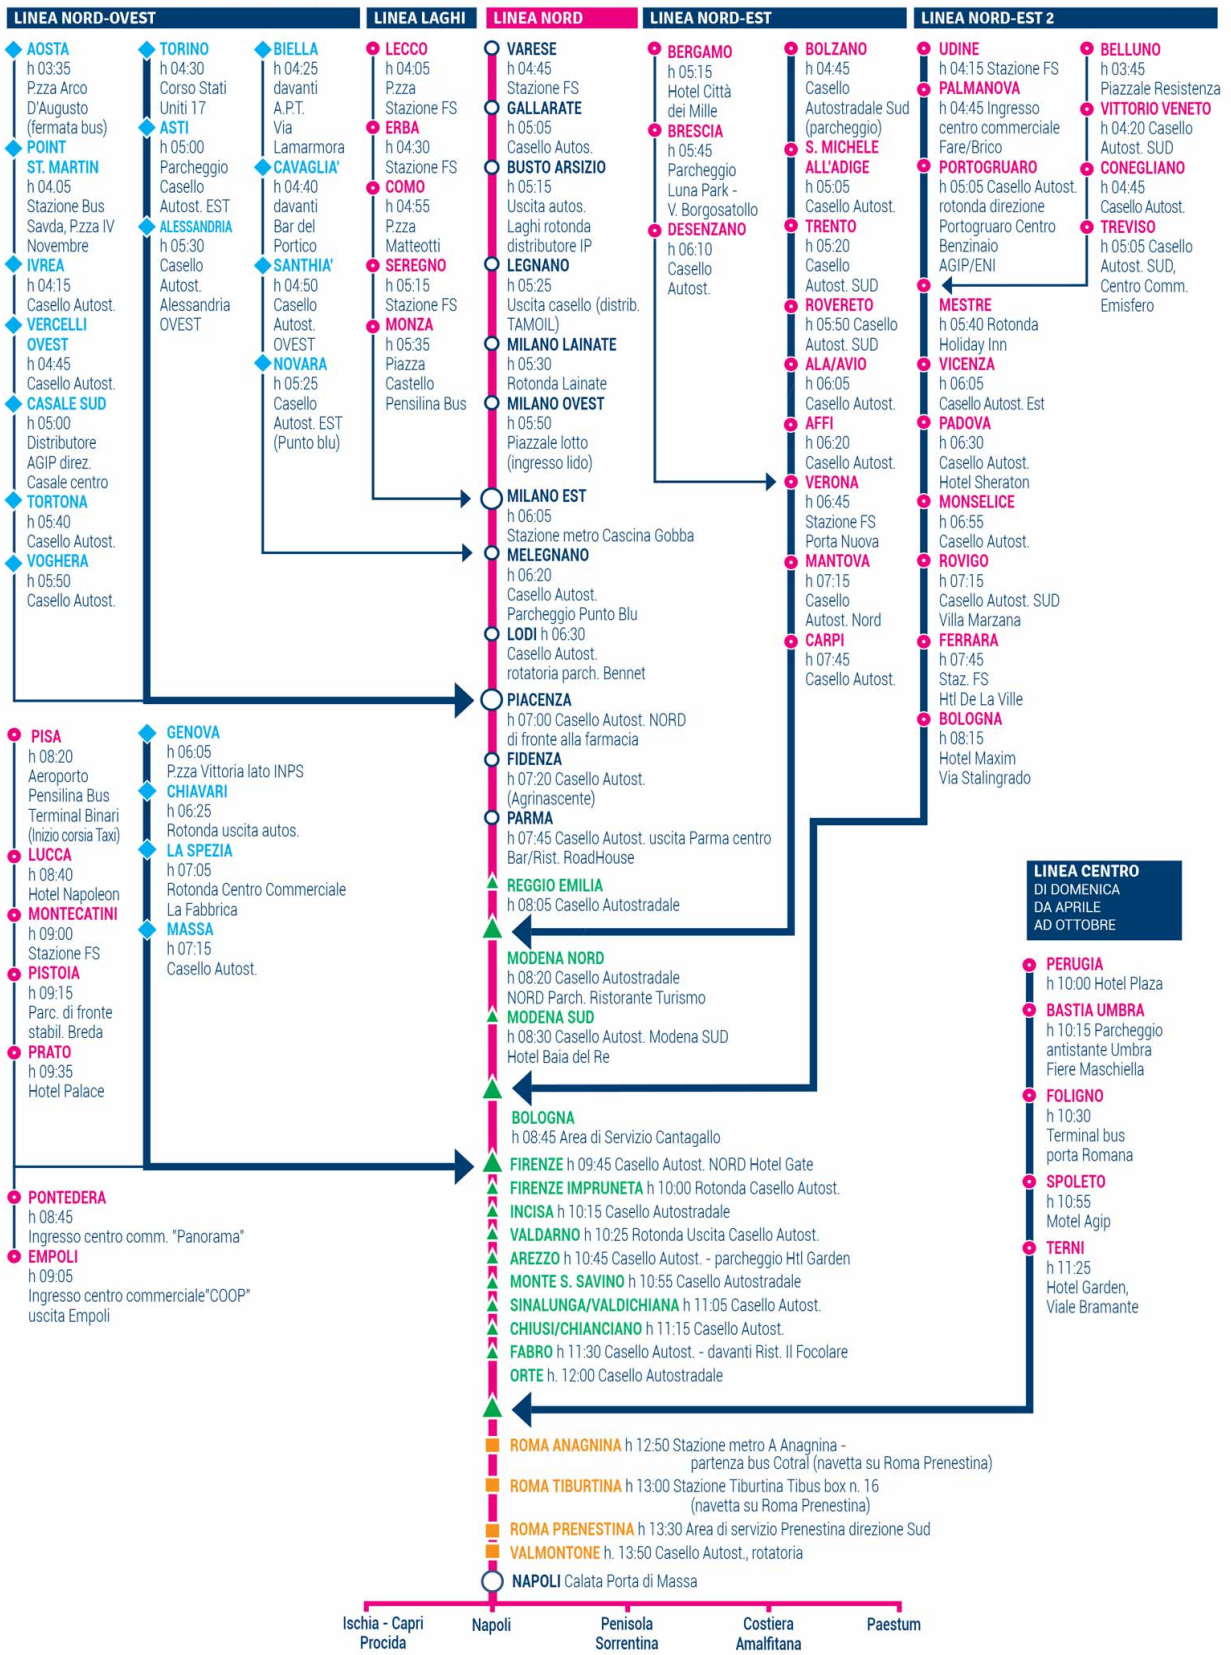 LINEA NORD-OVEST
AOSTA
h 03:35
P.zza Arco
D'Augusto
(fermata bus)
POINT
ST. MARTIN
h 04.05
Stazione Bus
Savda, P.zza IV
Novembre
IVREA
h 04:15
Casello Autost.
VERCELLI
OVEST
h 04:45
Casello Autost.
CASALE SUD
h 05:00
Distributore
AGIP direz.
Casale centro
TORTONA
h 05:40
Casello Autost.
VOGHERA
h 05:50
Casello Autost.
TORINO
h 04:30
Corso Stati
Uniti 17
ASTI
h 05:00
Parcheggio
Casello
Autost. EST
ALESSANDRIA
h 05:30
Casello
Autost.
Alessandria
OVEST
BIELLA
h 04:25
davanti
A.P.T.
Via
Lamarmora
CAVAGLIA'
h 04:40
davanti
Bar del
Portico
SANTHIA'
h 04:50
Casello
Autost.
OVEST
NOVARA
h 05:25
Casello
Autost. EST
(Punto blu)
LINEA LAGHI
LECCO
h 04:05
P.zza
Stazione FS
ERBA
h 04:30
Stazione FS
COMO
h 04:55
P.zza
Matteotti
SEREGNO
h 05:15
Stazione FS
MONZA
h 05:35
Piazza
Castello
Pensilina Bus
LINEA NORD
VARESE
h 04:45
Stazione FS
GALLARATE
h 05:05
Casello Autos.
BUSTO ARSIZIO
h 05:15
Uscita autos.
Laghi rotonda
distributore IP
LEGNANO
h 05:25
Uscita casello (distrib.
TAMOIL)
MILANO LAINATE
h 05:30
Rotonda Lainate
MILANO OVEST
h 05:50
Piazzale lotto
(ingresso lido)
MILANO EST
h 06:05
Stazione metro Cascina Gobba
MELEGNANO
h 06:20
Casello Autost.
Parcheggio Punto Blu
LODI h 06:30
Casello Autost.
rotatoria parch. Bennet
PIACENZA
h 07:00 Casello Autost. NORD
di fronte alla farmacia
FIDENZA
h 07:20 Casello Autost.
(Agrinascente)
PARMA
h 07:45 Casello Autost. uscita Parma centro
Bar/Rist. RoadHouse
REGGIO EMILIA
h 08:05 Casello Autostradale
MODENA NORD
h 08:20 Casello Autostradale
NORD Parch. Ristorante Turismo
MODENA SUD
h 08:30 Casello Autost. Modena SUD
Hotel Baia del Re
BOLOGNA
h 08:45 Area di Servizio Cantagallo
FIRENZE h 09:45 Casello Autost. NORD Hotel Gate
FIRENZE IMPRUNETA h 10:00 Rotonda Casello Autost.
INCISA h 10:15 Casello Autostradale
VALDARNO h 10:25 Rotonda Uscita Casello Autost.
AREZZO h 10:45 Casello Autost. - parcheggio Htl Garden
MONTE S. SAVINO h 10:55 Casello Autostradale
SINALUNGA/VALDICHIANA h 11:05 Casello Autost.
CHIUSI/CHIANCIANO h 11:15 Casello Autost.
FABRO h 11:30 Casello Autost. - davanti Rist. Il Focolare
ORTE h. 12:00 Casello Autostradale
ROMA ANAGNINA h 12:50 Stazione metro A Anagnina -
partenza bus Cotral (navetta su Roma Prenestina)
ROMA TIBURTINA h 13:00 Stazione Tiburtina Tibus box n. 16
(navetta su Roma Prenestina)
ROMA PRENESTINA h 13:30 Area di servizio Prenestina direzione Sud
VALMONTONE h. 13:50 Casello Autost., rotatoria
NAPOLI Calata Porta di Massa
LINEA NORD-EST
BERGAMO
h 05:15
Hotel Città
dei Mille
BRESCIA
h 05:45
Parcheggio
Luna Park -
V. Borgosatollo
DESENZANO
h 06:10
Casello
Autost.
BOLZANO
h 04:45
Casello
Autostradale Sud
(parcheggio)
S. MICHELE
ALL'ADIGE
h 05:05
Casello Autost.
TRENTO
h 05:20
Casello
Autost. SUD
ROVERETO
h 05:50 Casello
Autost. SUD
ALA/AVIO
h 06:05
Casello Autost.
AFFI
h 06:20
Casello Autost.
VERONA
h 06:45
Stazione FS
Porta Nuova
MANTOVA
h 07:15
Casello
Autost. Nord
CARPI
h 07:45
Casello Autost.
LINEA NORD-EST 2
UDINE
h 04:15 Stazione FS
PALMANOVA
h 04:45 Ingresso
centro commerciale
Fare/Brico
PORTOGRUARO
h 05:05 Casello Autost.
rotonda direzione
Portogruaro Centro
Benzinaio
AGIP/ENI
MESTRE
h 05:40 Rotonda
Holiday Inn
VICENZA
h 06:05
Casello Autost. Est
PADOVA
h 06:30
Casello Autost.
Hotel Sheraton
MONSELICE
h 06:55
Casello Autost.
ROVIGO
h 07:15
Casello Autost. SUD
Villa Marzana
FERRARA
h 07:45
Staz. FS
Htl De La Ville
BOLOGNA
h 08:15
Hotel Maxim
Via Stalingrado
BELLUNO
h 03:45
Piazzale Resistenza
VITTORIO VENETO
h 04:20 Casello
Autost. SUD
CONEGLIANO
h 04:45
Casello Autost.
TREVISO
h 05:05 Casello
Autost. SUD,
Centro Comm.
Emisfero
PISA
h 08:20
Aeroporto
Pensilina Bus
Terminal Binari
(Inizio corsia Taxi)
LUCCA
h 08:40
Hotel Napoleon
MONTECATINI
h 09:00
Stazione FS
PISTOIA
h 09:15
Parc. di fronte
stabil. Breda
PRATO
h 09:35
Hotel Palace
PONTEDERA
h 08:45
Ingresso centro comm. "Panorama"
EMPOLI
h 09:05
Ingresso centro commerciale"COOP"
uscita Empoli
GENOVA
h 06:05
P.zza Vittoria lato INPS
CHIAVARI
h 06:25
Rotonda uscita autos.
LA SPEZIA
h 07:05
Rotonda Centro Commerciale
La Fabbrica
MASSA
h 07:15
Casello Autost.
LINEA CENTRO
DI DOMENICA
DA APRILE
AD OTTOBRE
PERUGIA
h 10:00 Hotel Plaza
BASTIA UMBRA
h 10:15 Parcheggio
antistante Umbra
Fiere Maschiella
FOLIGNO
h 10:30
Terminal bus
porta Romana
SPOLETO
h 10:55
Motel Agip
TERNI
h 11:25
Hotel Garden,
Viale Bramante
Ischia - Capri
Procida
Napoli
Penisola
Sorrentina
Costiera
Amalfitana
Paestum